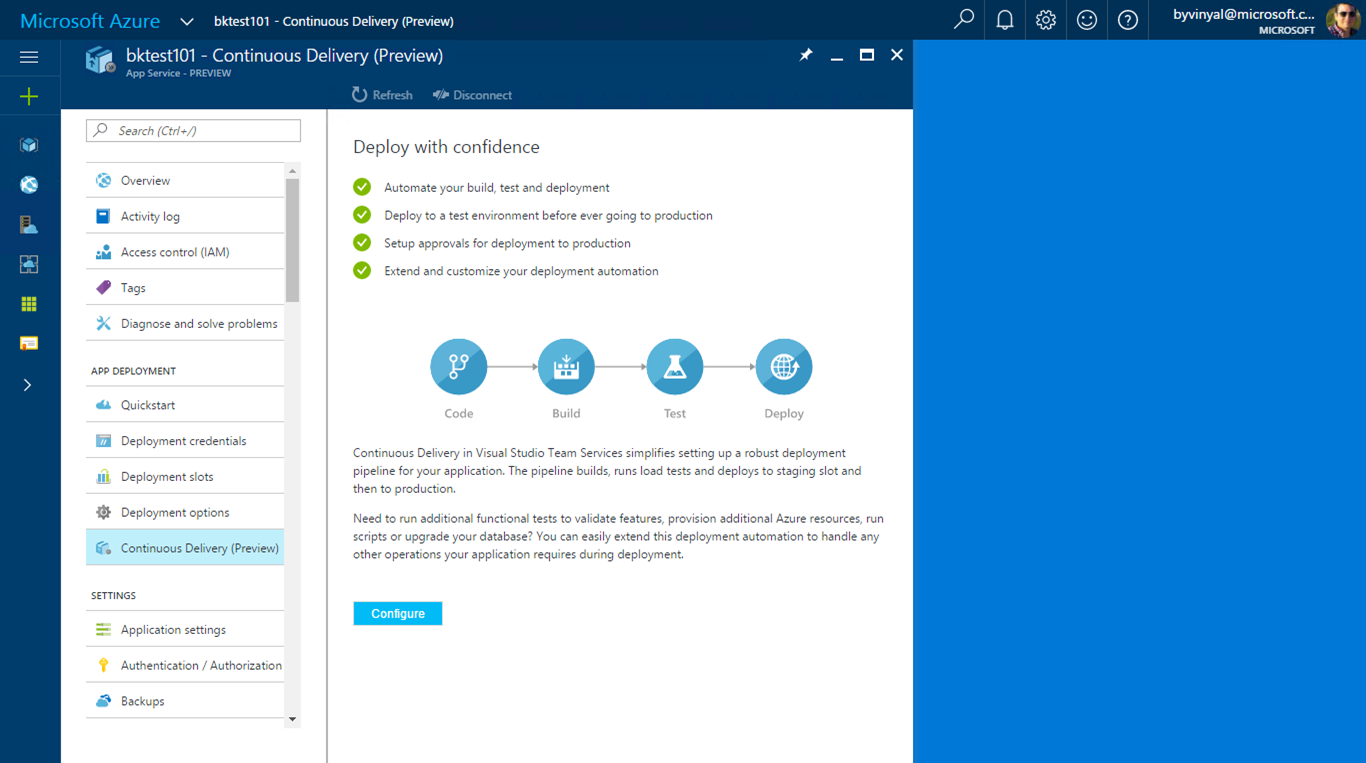 Microsoft Azure
bktest101 - Continuous Delivery (Preview)
byvinyal@microsoft.c...
MICROSOFT
bktest101 - Continuous Delivery (Preview)
App Service - PREVIEW
Refresh
Disconnect
Search (Ctrl+/)
Overview
Activity log
Access control (IAM)
Tags
Diagnose and solve problems
APP DEPLOYMENT
Quickstart
Deployment credentials
Deployment slots
Deployment options
Continuous Delivery (Preview)
SETTINGS
Application settings
Authentication / Authorization
Backups
Deploy with confidence
Automate your build, test and deployment
Deploy to a test environment before ever going to production
Setup approvals for deployment to production
Extend and customize your deployment automation
Code
Build
Test
Deploy
Continuous Delivery in Visual Studio Team Services simplifies setting up a robust deployment
pipeline for your application. The pipeline builds, runs load tests and deploys to staging slot and
then to production.
Need to run additional functional tests to validate features, provision additional Azure resources, run
scripts or upgrade your database? You can easily extend this deployment automation to handle any
other operations your application requires during deployment.
Configure